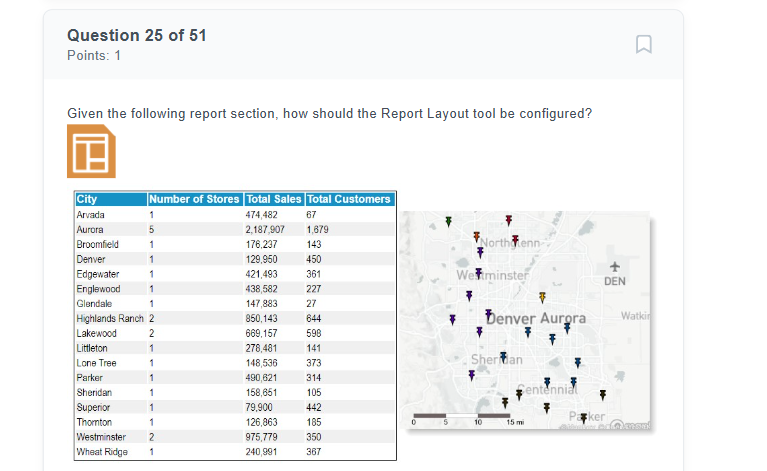 Question 25 of 51
Points: 1
Given the following report section, how should the Report Layout tool be configured?
City Number of Stores Total Sales Total Customers
Arvada 1 474,482 67
Aurora 5 2,187,907 1,679
Broomfield 1 176,237 143
Denver 1 129,950 450
Edgewater 1 421,493 361
Englewood 1 438,582 227
Glendale 1 147,883 27
Highlands Ranch 2 850,143 644
Lakewood 2 669,157 598
Littleton 1 278,481 141
Lone Tree 1 148,536 373
Parker 1 490,621 314
Sheridan 1 158,651 105
Superior 1 79,900 442
Thornton 1 126,863 185
Westminster 2 975,779 350
Wheat Ridge 1 240,991 367
Northglenn
Westminster
DEN
Denver Aurora
Watkin
Sheridan
Centennial
Parker
0 5 10 15 mi